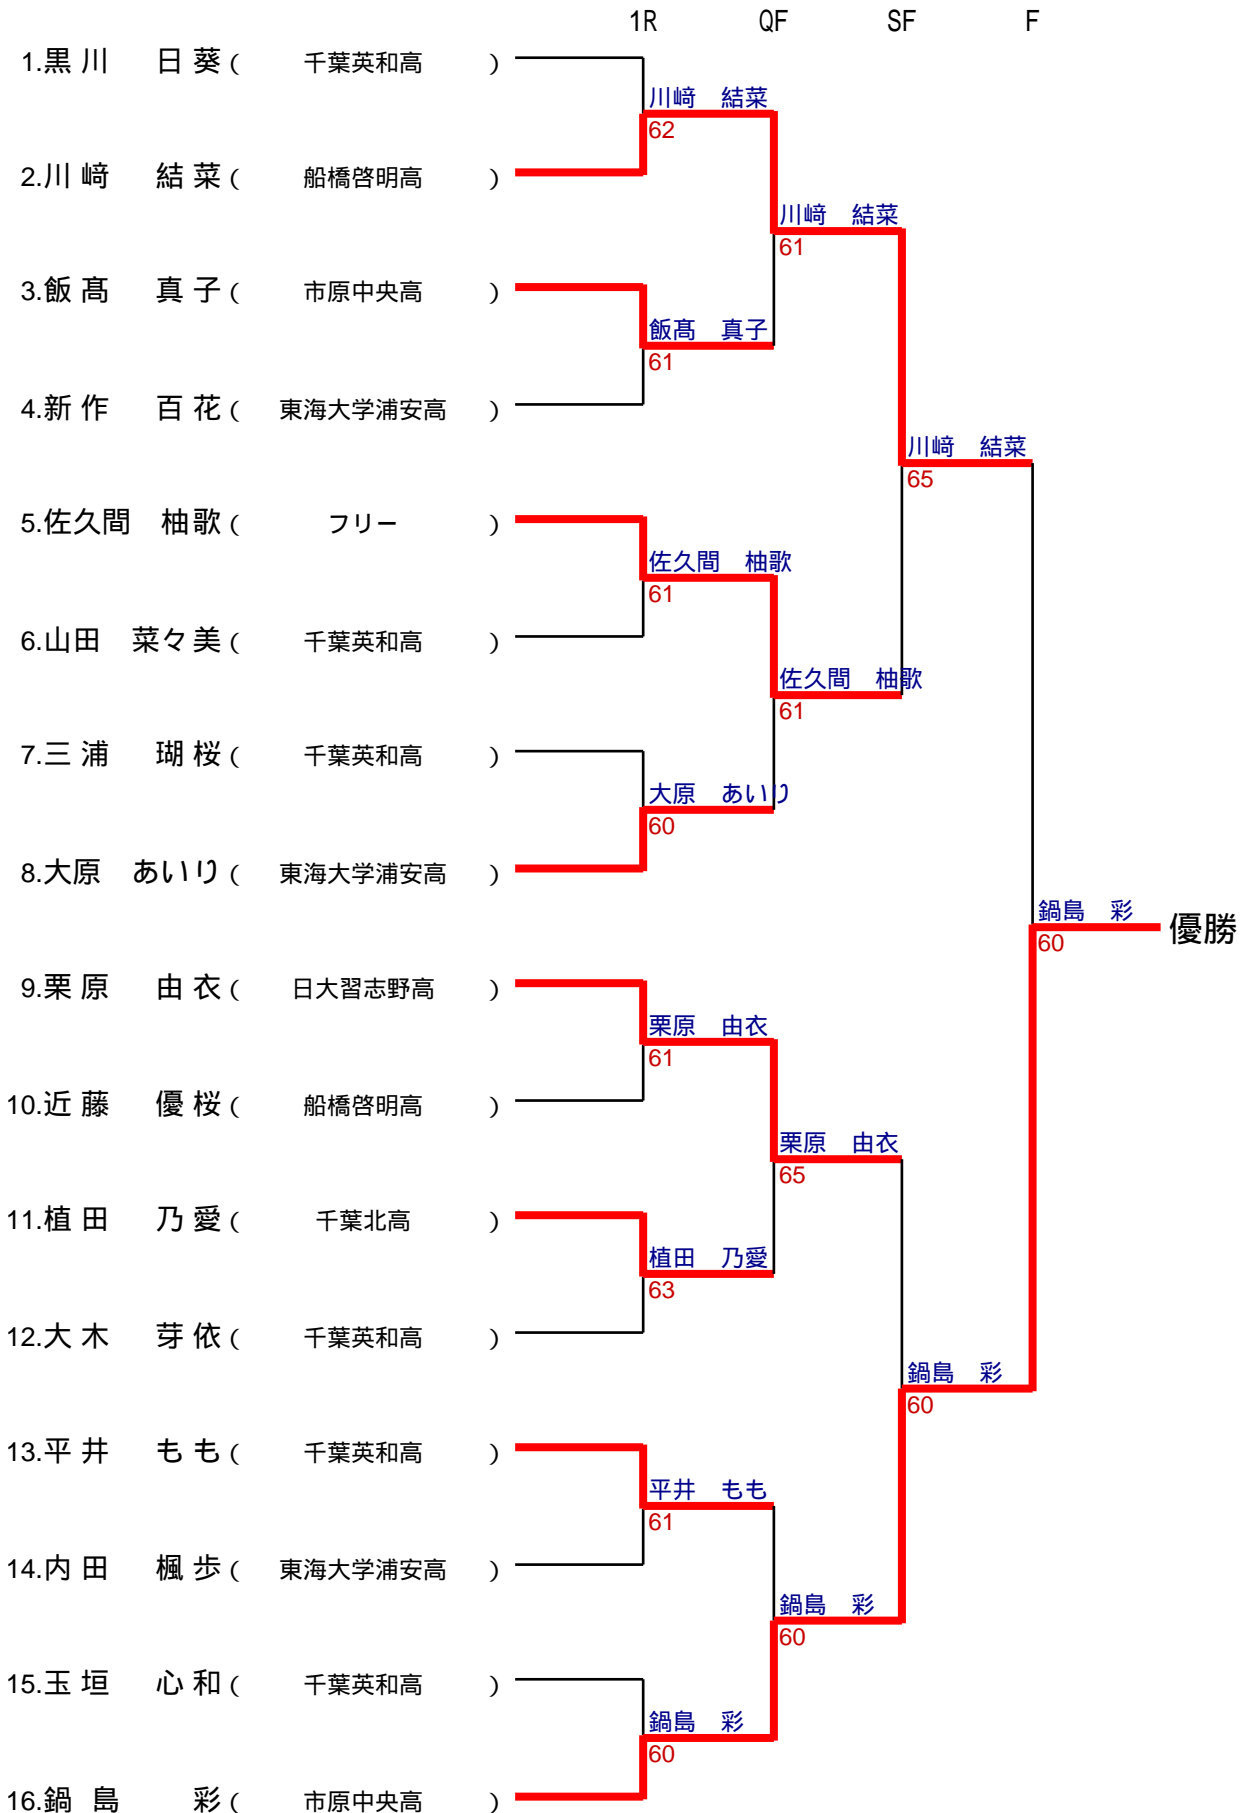 1R QF SF F
1.黒川 日葵( 千葉英和高 )
川﨑 結菜
62
2.川﨑 結菜( 船橋啓明高 )
川﨑 結菜
61
3.飯髙 真子( 市原中央高 )
飯髙 真子
61
4.新作 百花( 東海大学浦安高 )
川﨑 結菜
65
5.佐久間 柚歌( フリー )
佐久間 柚歌
61
6.山田 菜々美( 千葉英和高 )
佐久間 柚歌
61
7.三浦 瑚桜( 千葉英和高 )
大原 あいり
60
8.大原 あいり( 東海大学浦安高 )
鍋島 彩
60
優勝
9.栗原 由衣( 日大習志野高 )
栗原 由衣
61
10.近藤 優桜( 船橋啓明高 )
栗原 由衣
65
11.植田 乃愛( 千葉北高 )
植田 乃愛
63
12.大木 芽依( 千葉英和高 )
鍋島 彩
60
13.平井 もも( 千葉英和高 )
平井 もも
61
14.内田 楓歩( 東海大学浦安高 )
鍋島 彩
60
15.玉垣 心和( 千葉英和高 )
鍋島 彩
60
16.鍋島 彩( 市原中央高 )